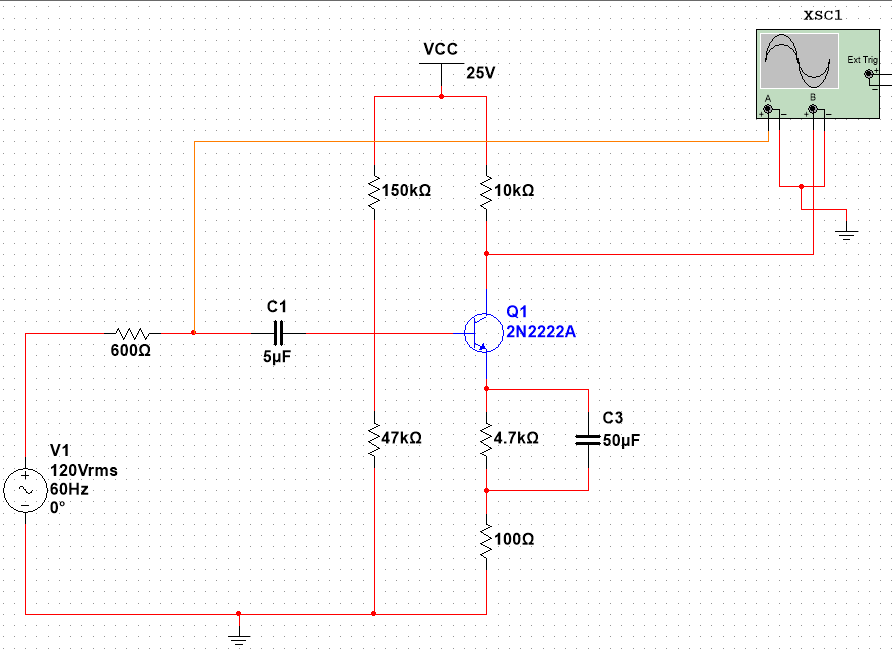 XSC1
VCC
25V
Ext Trig
+
−
A
B
+ −
+ −
150kΩ
10kΩ
C1
5µF
600Ω
Q1
2N2222A
47kΩ
4.7kΩ
C3
50µF
V1
120Vrms
60Hz
0°
+
−
100Ω